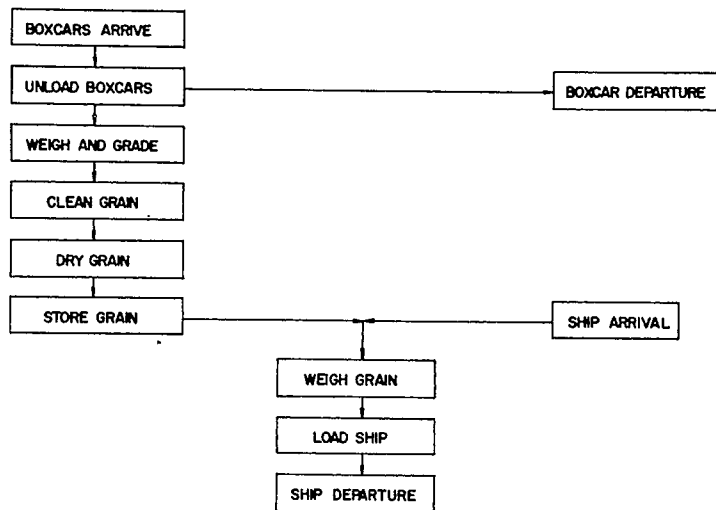 BOXCARS ARRIVE
UNLOAD BOXCARS
BOXCAR DEPARTURE
WEIGH AND GRADE
CLEAN GRAIN
DRY GRAIN
STORE GRAIN
SHIP ARRIVAL
WEIGH GRAIN
LOAD SHIP
SHIP DEPARTURE